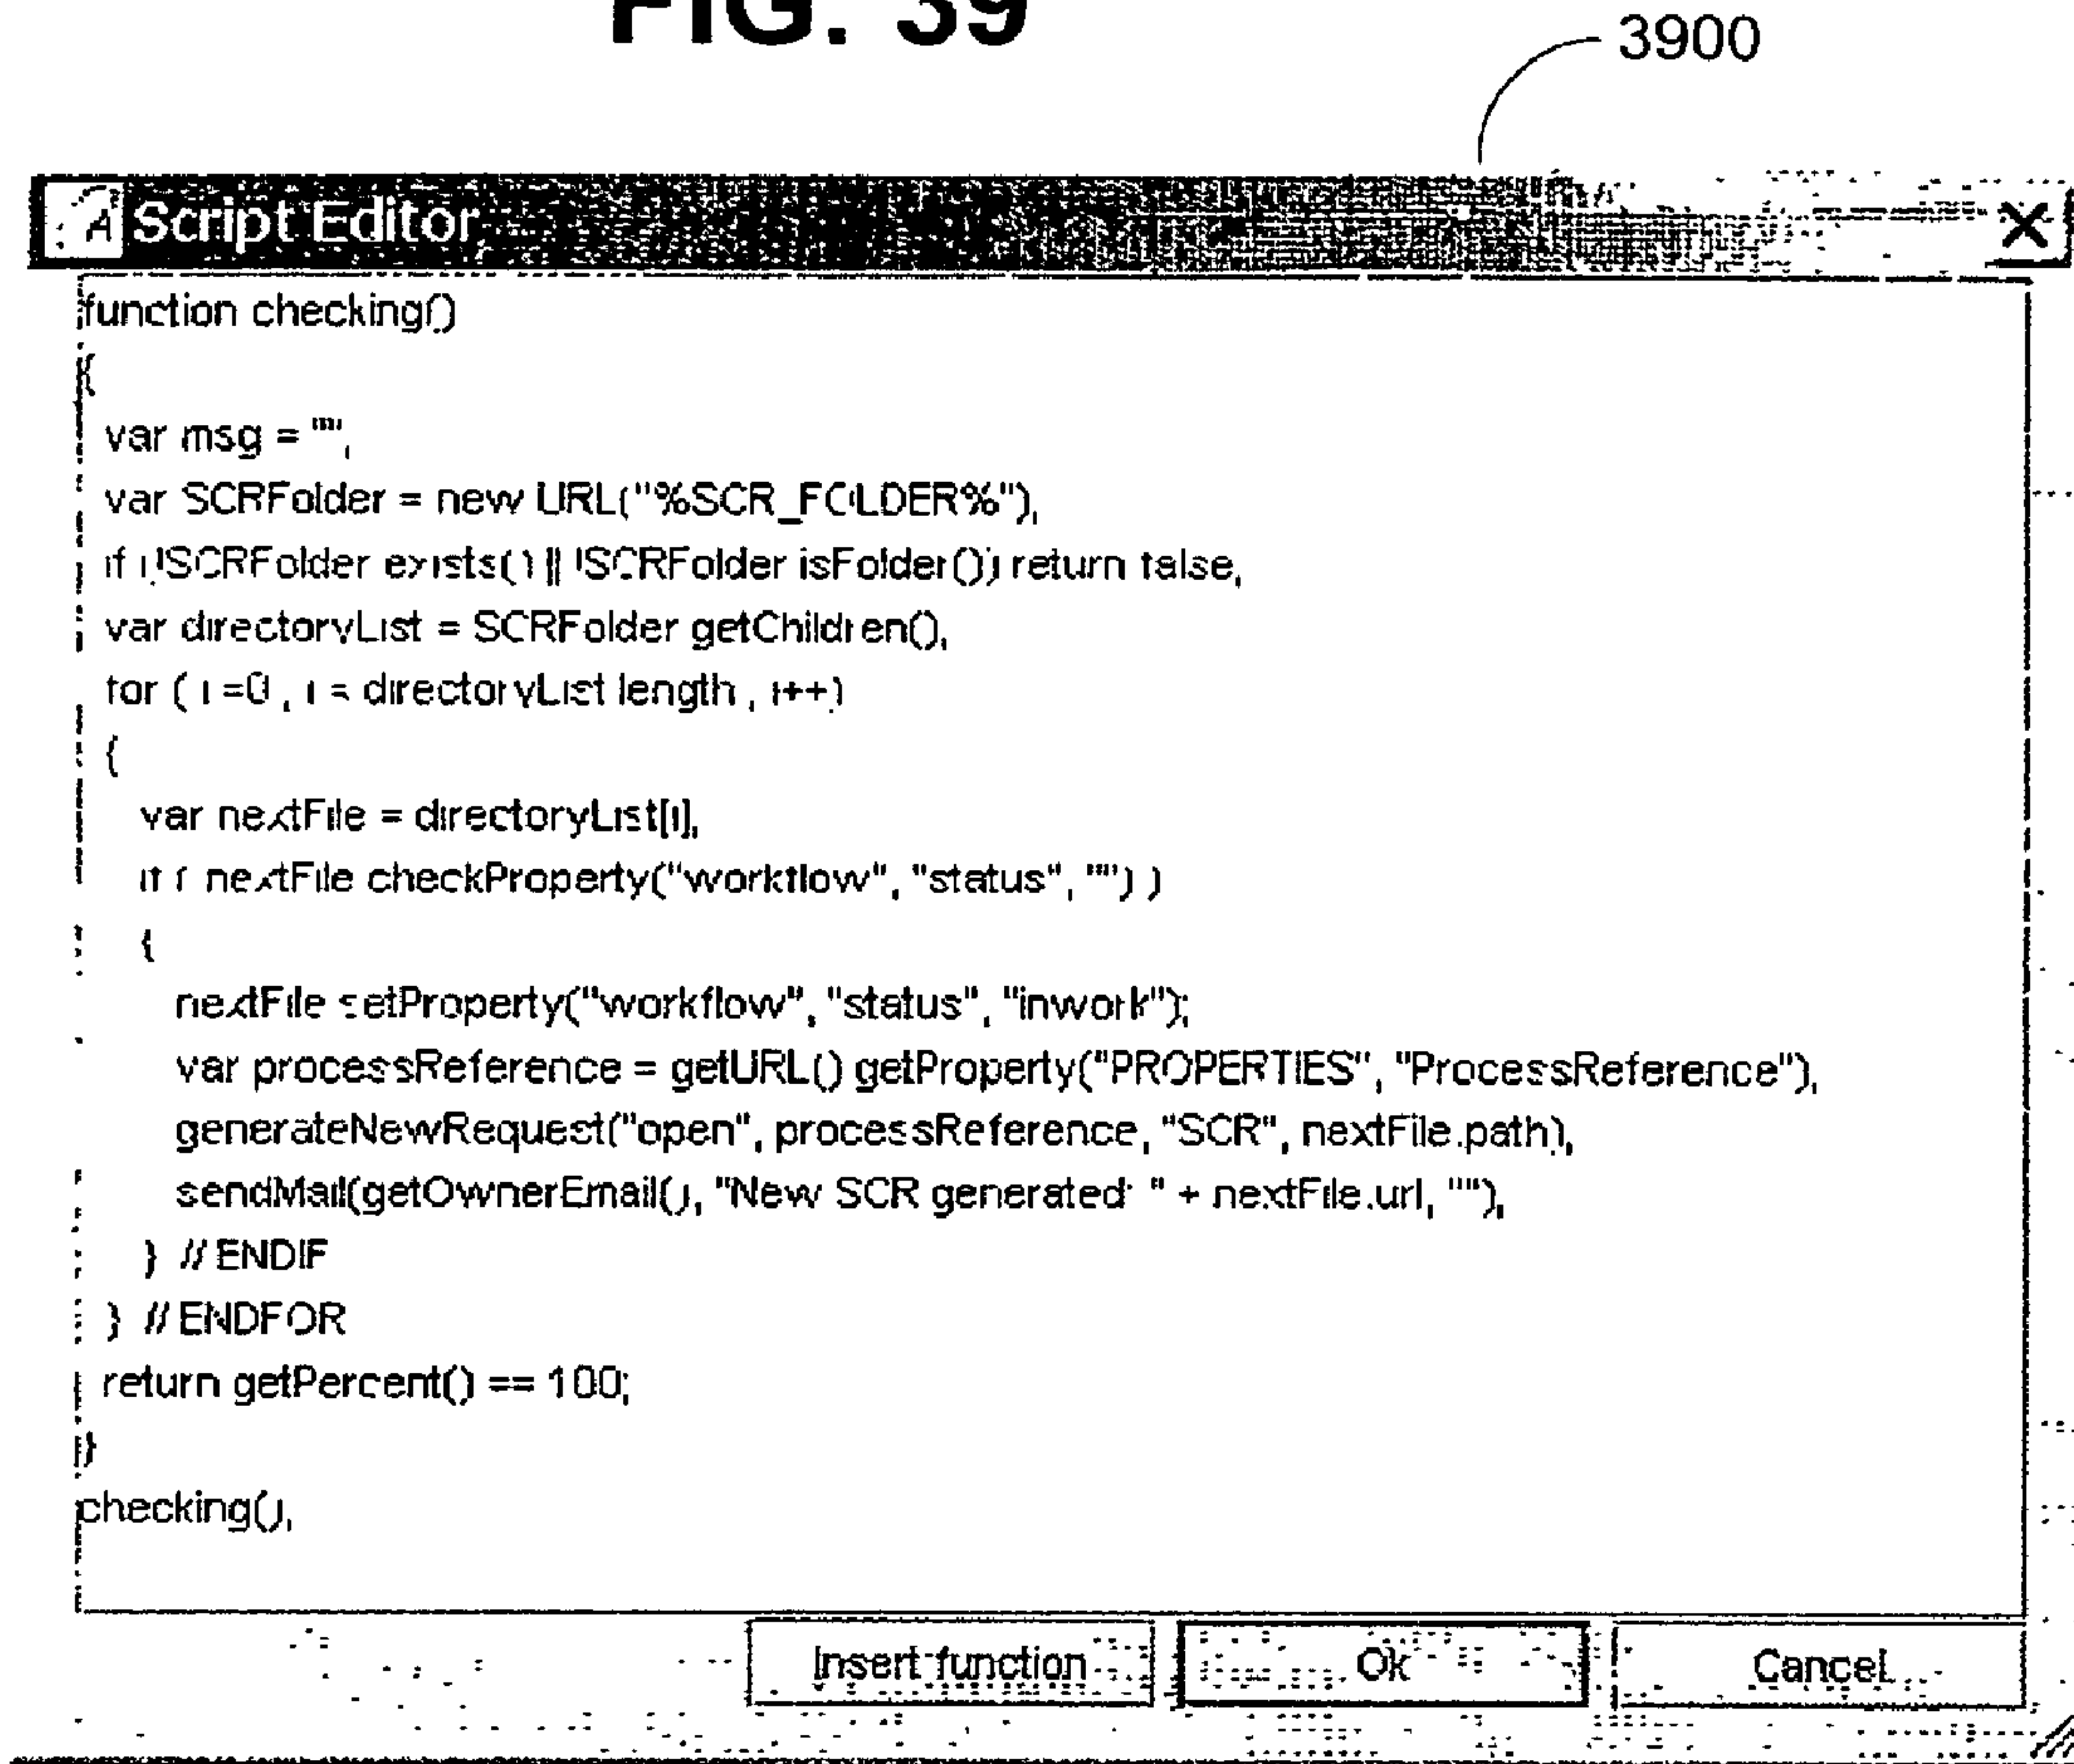 FIG. 39
3900
Script Editor
function checking()
{
var msg = "";
var SCRFolder = new URL("%SCR_FOLDER%");
if (!SCRFolder.exists() || !SCRFolder.isFolder()) return false;
var directoryList = SCRFolder.getChildren();
for ( i =0 ; i < directoryList.length ; i++)
{
var nextFile = directoryList[i];
if ( nextFile.checkProperty("workflow", "status", "") )
{
nextFile.setProperty("workflow", "status", "inwork");
var processReference = getURL().getProperty("PROPERTIES", "ProcessReference");
generateNewRequest("open", processReference, "SCR", nextFile.path);
sendMail(getOwnerEmail(), "New SCR generated: " + nextFile.url, "");
} // ENDIF
} // ENDFOR
return getPercent() == 100;
}
checking();
Insert function
Ok
Cancel